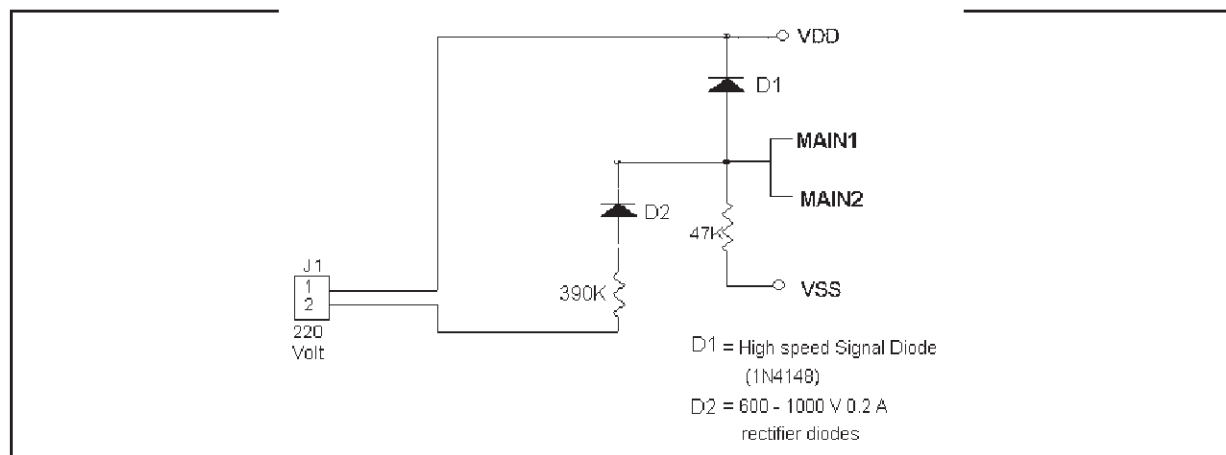 VDD
D1
MAIN1
MAIN2
D2
47K
J1
1
2
220
Volt
390K
VSS
D1 = High speed Signal Diode
(1N4148)
D2 = 600 - 1000 V 0.2 A
rectifier diodes